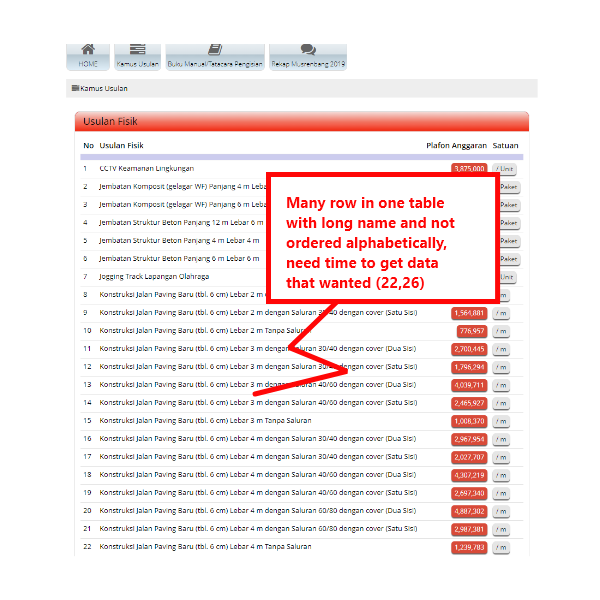 HOME Kamus Usulan Buku Manual/Tatacara Pengisian Rekap Musrenbang 2019
Kamus Usulan
Usulan Fisik
No Usulan Fisik Plafon Anggaran Satuan
1 CCTV Keamanan Lingkungan 3,875,000 / Unit
2 Jembatan Komposit (gelagar WF) Panjang 4 m Paket
3 Jembatan Komposit (gelagar WF) Panjang 6 m Paket
4 Jembatan Struktur Beton Panjang 12 m Lebar 6 m Paket
5 Jembatan Struktur Beton Panjang 4 m Lebar 4 m Paket
6 Jembatan Struktur Beton Panjang 6 m Lebar 6 m Paket
7 Jogging Track Lapangan Olahraga Unit
Many row in one table
with long name and not
ordered alphabetically,
need time to get data
that wanted (22,26)
8 Konstruksi Jalan Paving Baru (tbl. 6 cm) Lebar 2 m / m
9 Konstruksi Jalan Paving Baru (tbl. 6 cm) Lebar 2 m dengan Saluran 30/40 dengan cover (Satu Sisi) 1,564,881 / m
10 Konstruksi Jalan Paving Baru (tbl. 6 cm) Lebar 2 m Tanpa Saluran 776,957 / m
11 Konstruksi Jalan Paving Baru (tbl. 6 cm) Lebar 3 m dengan Saluran 30/40 dengan cover (Dua Sisi) 2,700,445 / m
12 Konstruksi Jalan Paving Baru (tbl. 6 cm) Lebar 3 m dengan Saluran 30/40 dengan cover (Satu Sisi) 1,796,294 / m
13 Konstruksi Jalan Paving Baru (tbl. 6 cm) Lebar 3 m dengan Saluran 40/60 dengan cover (Dua Sisi) 4,039,711 / m
14 Konstruksi Jalan Paving Baru (tbl. 6 cm) Lebar 3 m dengan Saluran 40/60 dengan cover (Satu Sisi) 2,465,927 / m
15 Konstruksi Jalan Paving Baru (tbl. 6 cm) Lebar 3 m Tanpa Saluran 1,008,370 / m
16 Konstruksi Jalan Paving Baru (tbl. 6 cm) Lebar 4 m dengan Saluran 30/40 dengan cover (Dua Sisi) 2,967,954 / m
17 Konstruksi Jalan Paving Baru (tbl. 6 cm) Lebar 4 m dengan Saluran 30/40 dengan cover (Satu Sisi) 2,027,707 / m
18 Konstruksi Jalan Paving Baru (tbl. 6 cm) Lebar 4 m dengan Saluran 40/60 dengan cover (Dua Sisi) 4,307,219 / m
19 Konstruksi Jalan Paving Baru (tbl. 6 cm) Lebar 4 m dengan Saluran 40/60 dengan cover (Satu Sisi) 2,697,340 / m
20 Konstruksi Jalan Paving Baru (tbl. 6 cm) Lebar 4 m dengan Saluran 60/80 dengan cover (Dua Sisi) 4,887,302 / m
21 Konstruksi Jalan Paving Baru (tbl. 6 cm) Lebar 4 m dengan Saluran 60/80 dengan cover (Satu Sisi) 2,987,381 / m
22 Konstruksi Jalan Paving Baru (tbl. 6 cm) Lebar 4 m Tanpa Saluran 1,239,783 / m